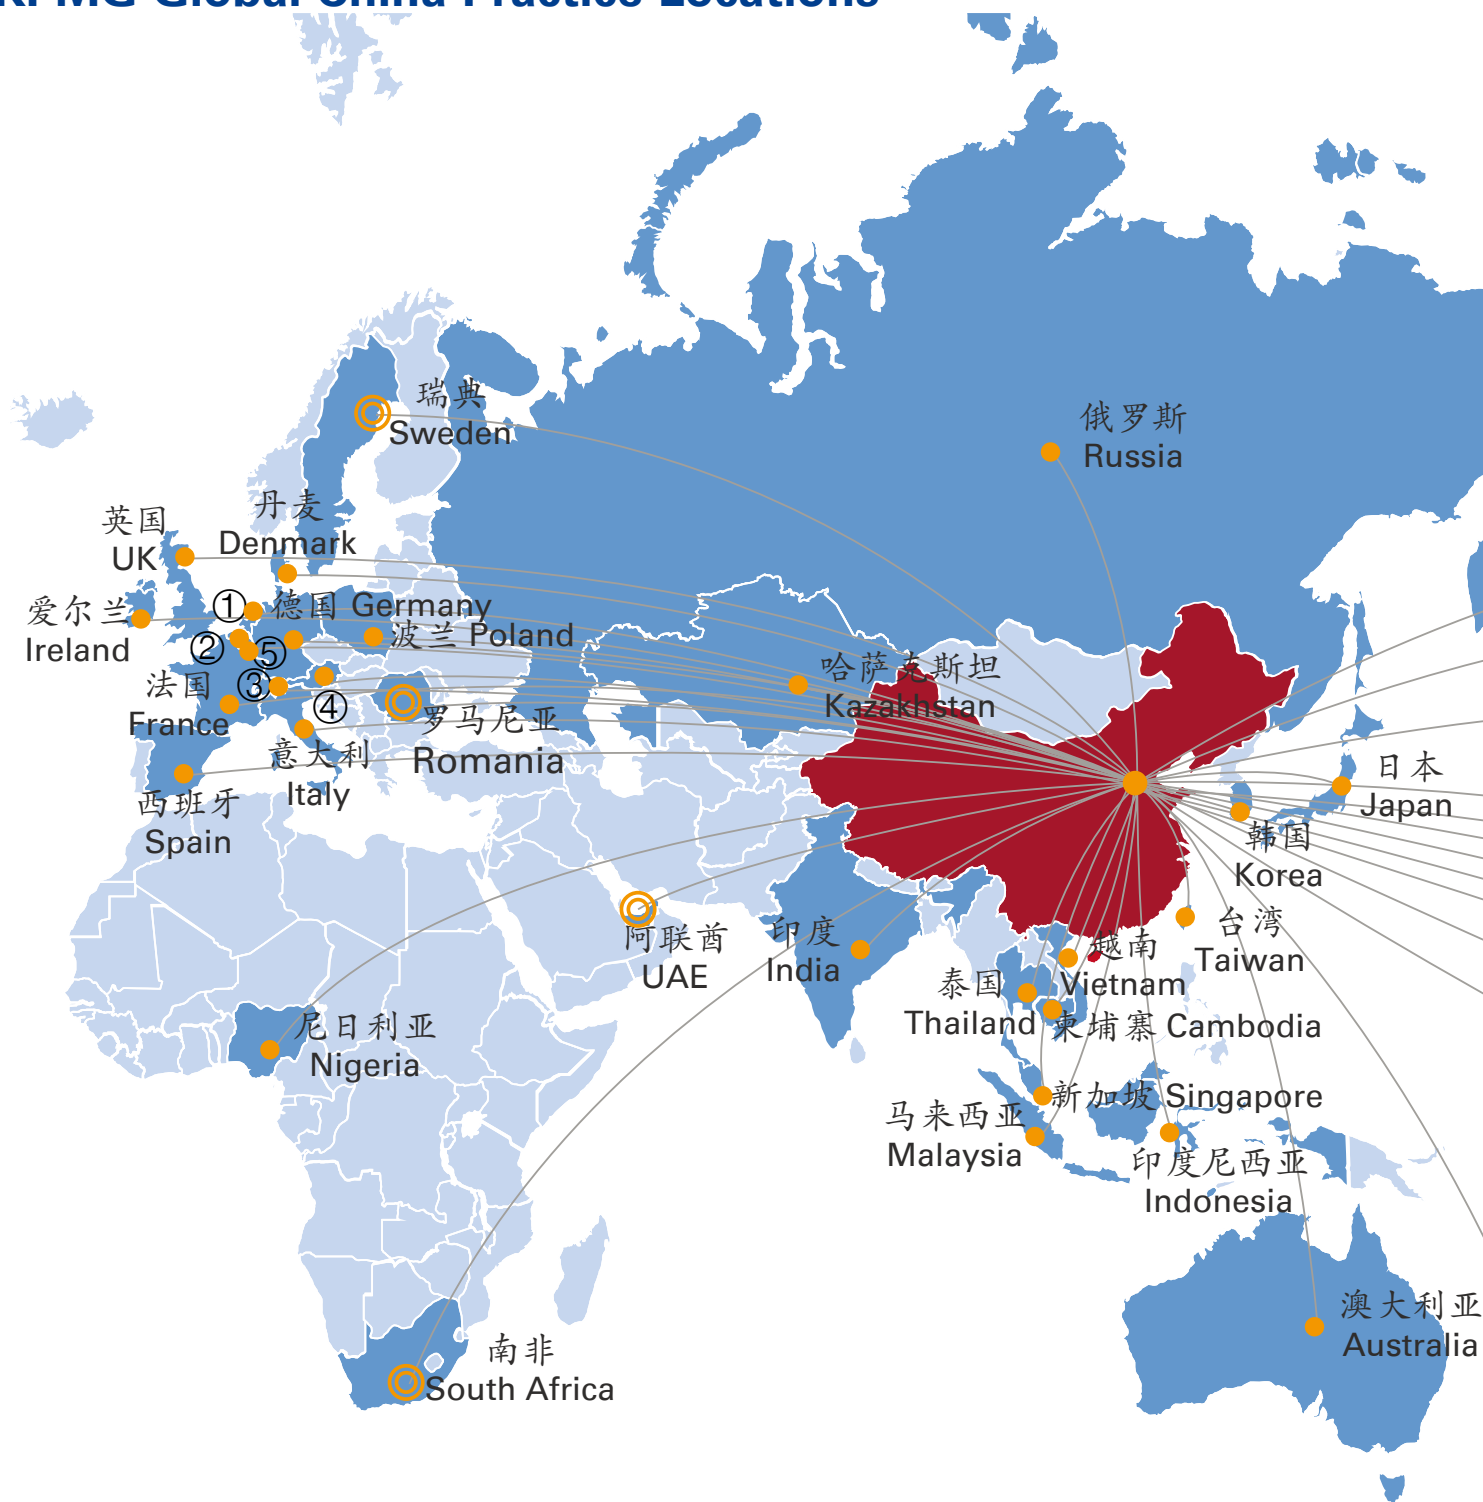 KPMG Global China Practice Locations
瑞典
Sweden
俄罗斯
Russia
丹麦
Denmark
英国
UK
①
德国 Germany
爱尔兰
Ireland
②
⑤
波兰 Poland
哈萨克斯坦
Kazakhstan
法国
France
③
④
罗马尼亚
Romania
意大利
Italy
西班牙
Spain
日本
Japan
韩国
Korea
台湾
Taiwan
阿联酋
UAE
印度
India
越南
Vietnam
泰国
Thailand
柬埔寨 Cambodia
尼日利亚
Nigeria
新加坡 Singapore
马来西亚
Malaysia
印度尼西亚
Indonesia
澳大利亚
Australia
南非
South Africa